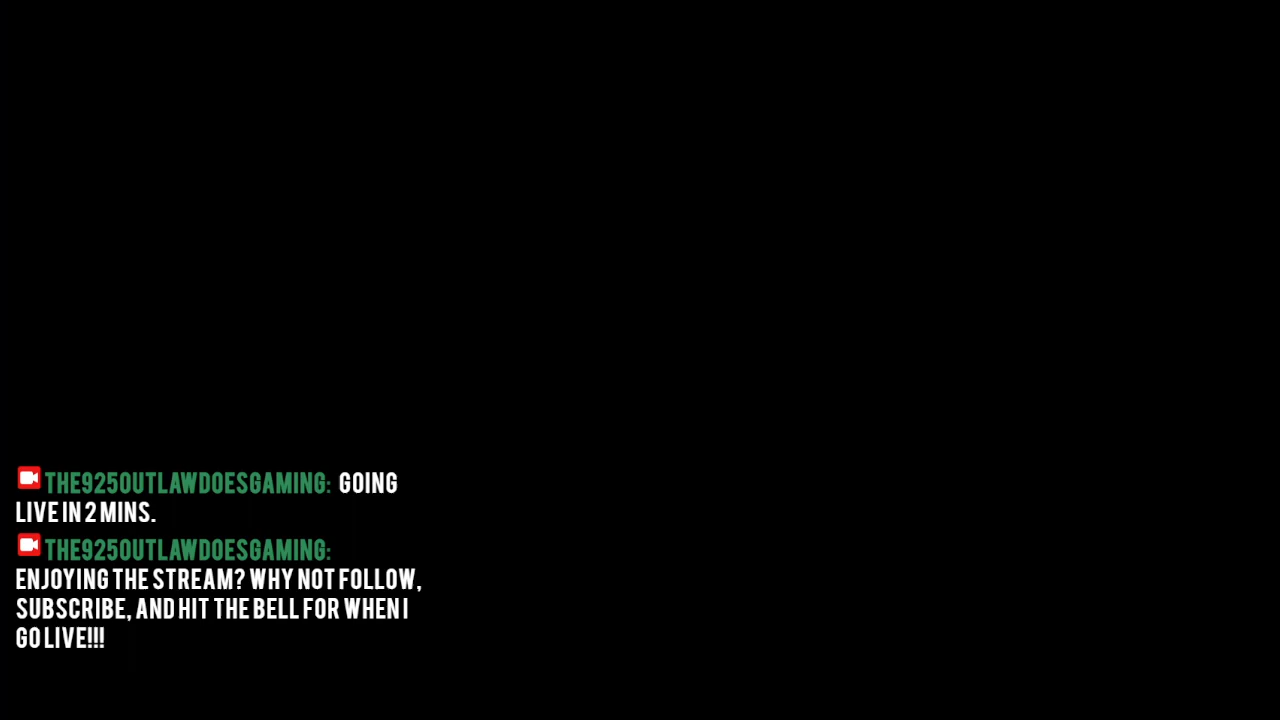 THE925OUTLAWDOESGAMING: GOING
LIVE IN 2 MINS.
THE925OUTLAWDOESGAMING:
ENJOYING THE STREAM? WHY NOT FOLLOW,
SUBSCRIBE, AND HIT THE BELL FOR WHEN I
GO LIVE!!!